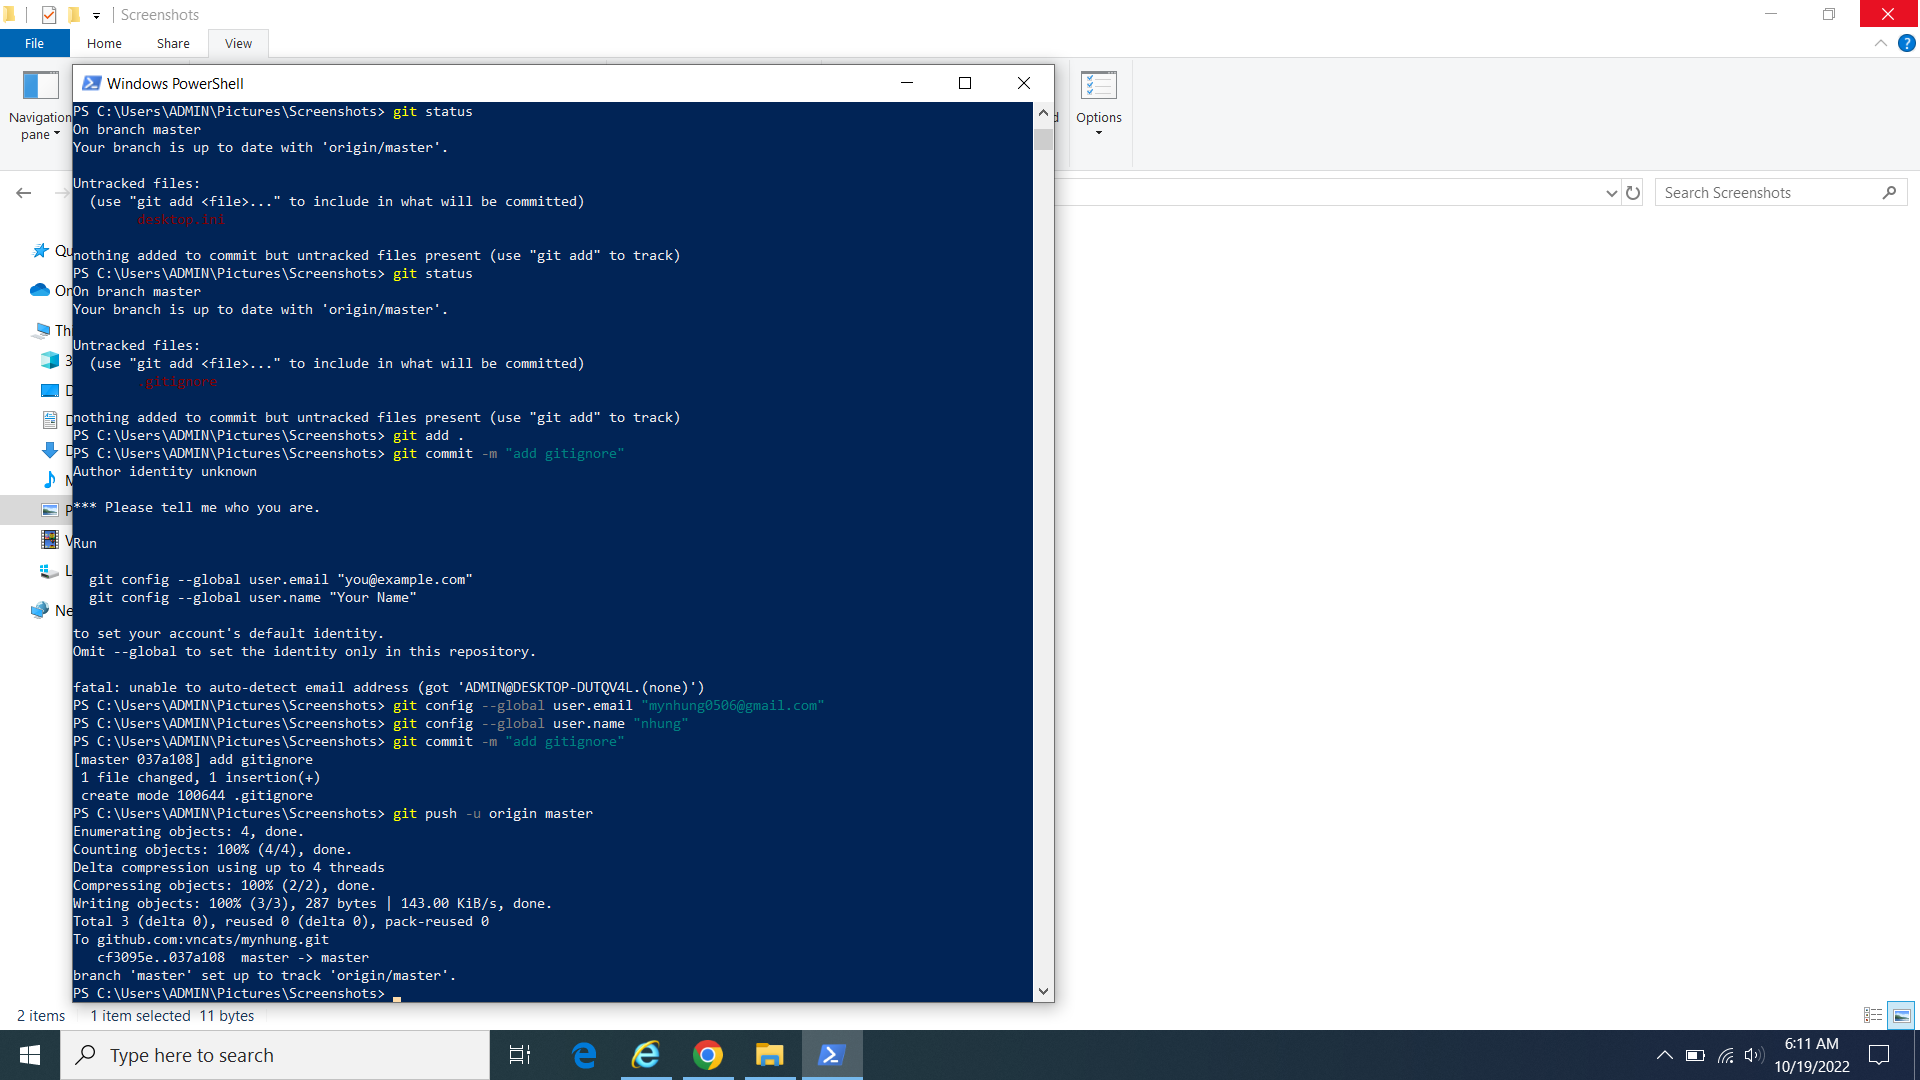 Screenshots
File Home Share View
Navigation pane
Options
Windows PowerShell
PS C:\Users\ADMIN\Pictures\Screenshots> git status
On branch master
Your branch is up to date with 'origin/master'.
Untracked files:
(use "git add <file>..." to include in what will be committed)
desktop.ini
nothing added to commit but untracked files present (use "git add" to track)
PS C:\Users\ADMIN\Pictures\Screenshots> git status
On branch master
Your branch is up to date with 'origin/master'.
Untracked files:
(use "git add <file>..." to include in what will be committed)
.gitignore
nothing added to commit but untracked files present (use "git add" to track)
PS C:\Users\ADMIN\Pictures\Screenshots> git add .
PS C:\Users\ADMIN\Pictures\Screenshots> git commit -m "add gitignore"
Author identity unknown
*** Please tell me who you are.
Run
git config --global user.email "you@example.com"
git config --global user.name "Your Name"
to set your account's default identity.
Omit --global to set the identity only in this repository.
fatal: unable to auto-detect email address (got 'ADMIN@DESKTOP-DUTQV4L.(none)')
PS C:\Users\ADMIN\Pictures\Screenshots> git config --global user.email "mynhung0506@gmail.com"
PS C:\Users\ADMIN\Pictures\Screenshots> git config --global user.name "nhung"
PS C:\Users\ADMIN\Pictures\Screenshots> git commit -m "add gitignore"
[master 037a108] add gitignore
1 file changed, 1 insertion(+)
create mode 100644 .gitignore
PS C:\Users\ADMIN\Pictures\Screenshots> git push -u origin master
Enumerating objects: 4, done.
Counting objects: 100% (4/4), done.
Delta compression using up to 4 threads
Compressing objects: 100% (2/2), done.
Writing objects: 100% (3/3), 287 bytes | 143.00 KiB/s, done.
Total 3 (delta 0), reused 0 (delta 0), pack-reused 0
To github.com:vncats/mynhung.git
cf3095e..037a108 master -> master
branch 'master' set up to track 'origin/master'.
PS C:\Users\ADMIN\Pictures\Screenshots>
Search Screenshots
2 items 1 item selected 11 bytes
Type here to search
6:11 AM
10/19/2022